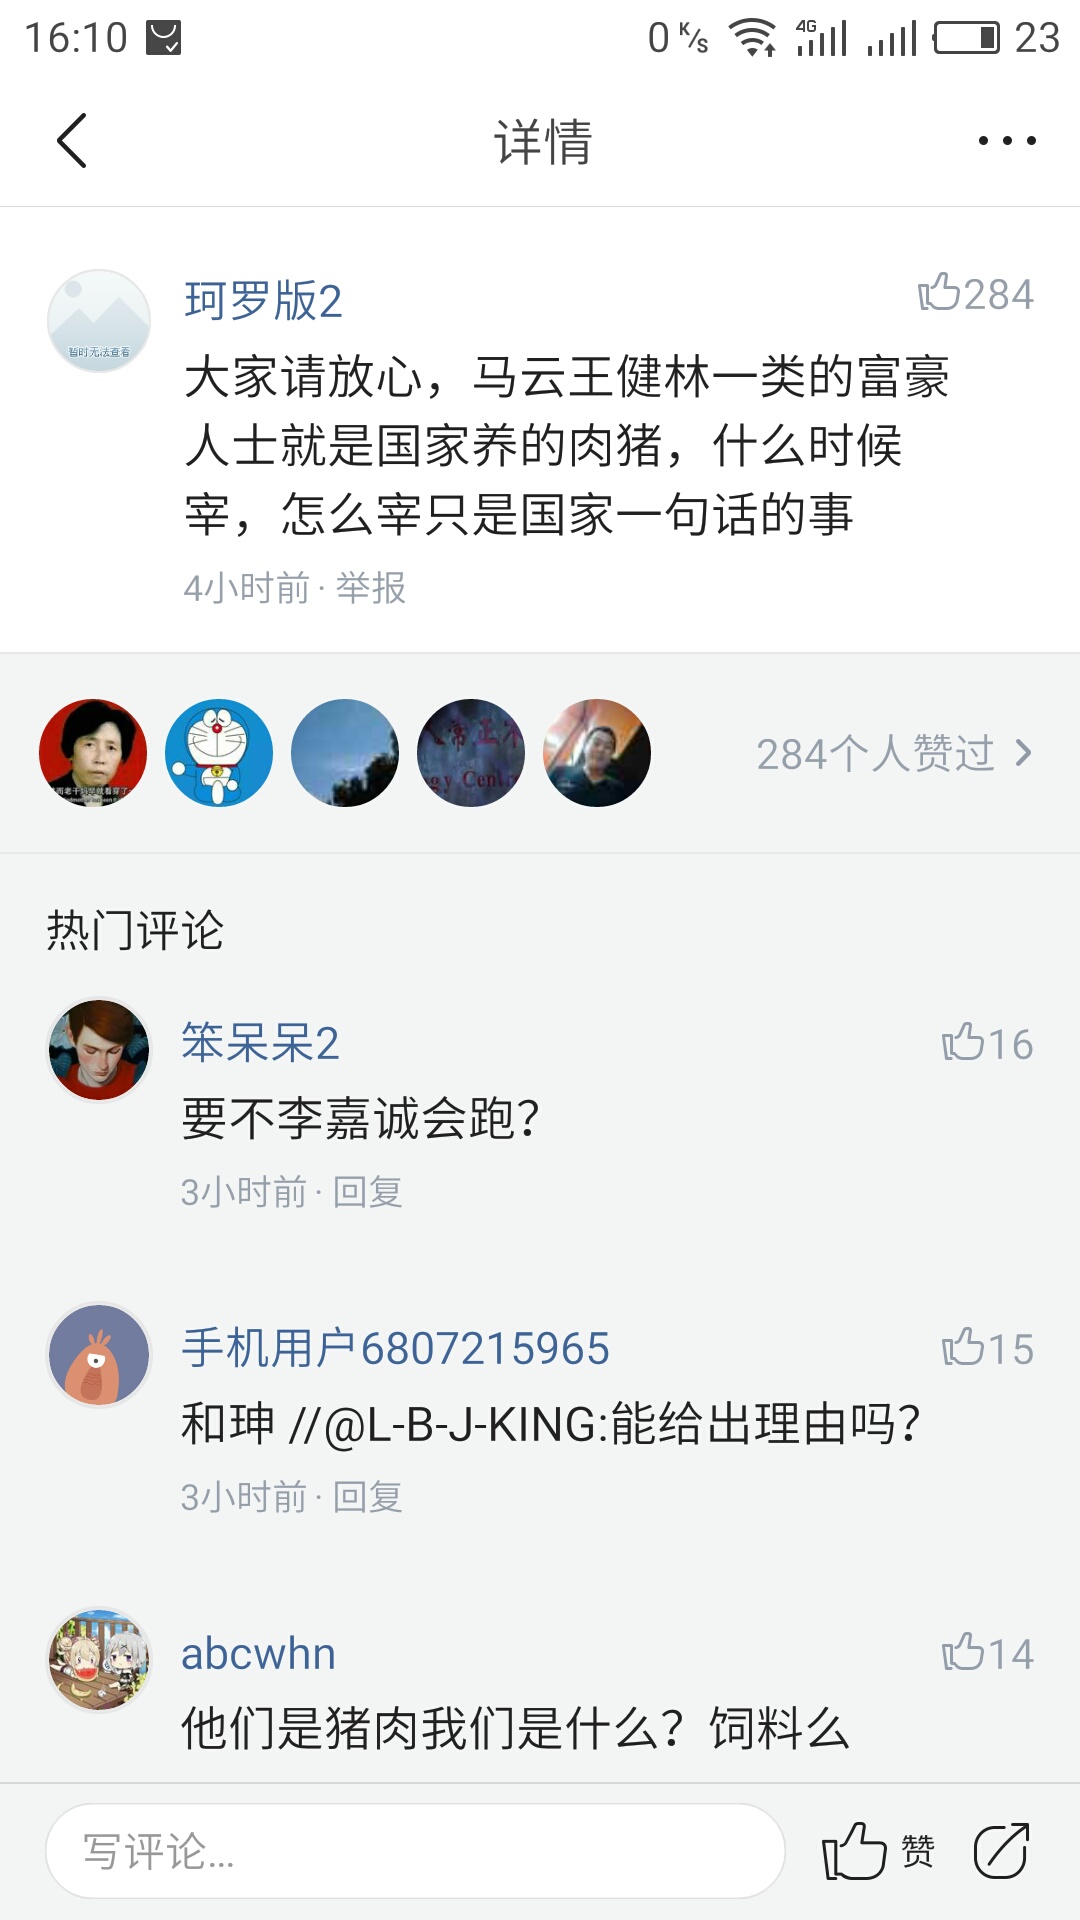 16:10
0 K/s
4G
23
详情
珂罗版2
284
大家请放心，马云王健林一类的富豪
人士就是国家养的肉猪，什么时候
宰，怎么宰只是国家一句话的事
4小时前 · 举报
暂时无法查看
284个人赞过
热门评论
笨呆呆2
16
要不李嘉诚会跑？
3小时前 · 回复
手机用户6807215965
15
和珅 //@L-B-J-KING:能给出理由吗？
3小时前 · 回复
abcwhn
14
他们是猪肉我们是什么？饲料么
写评论...
赞